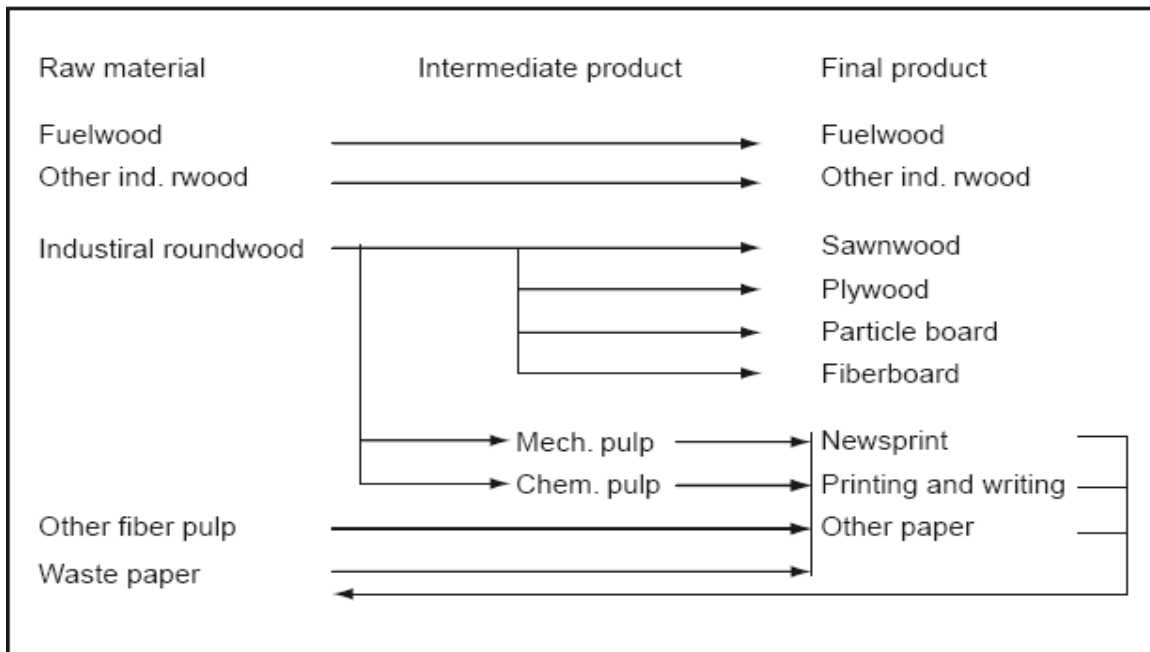 Raw material Intermediate product Final product
Fuelwood Fuelwood
Other ind. rwood Other ind. rwood
Industiral roundwood Sawnwood
Plywood
Particle board
Fiberboard
Mech. pulp Newsprint
Chem. pulp Printing and writing
Other fiber pulp Other paper
Waste paper